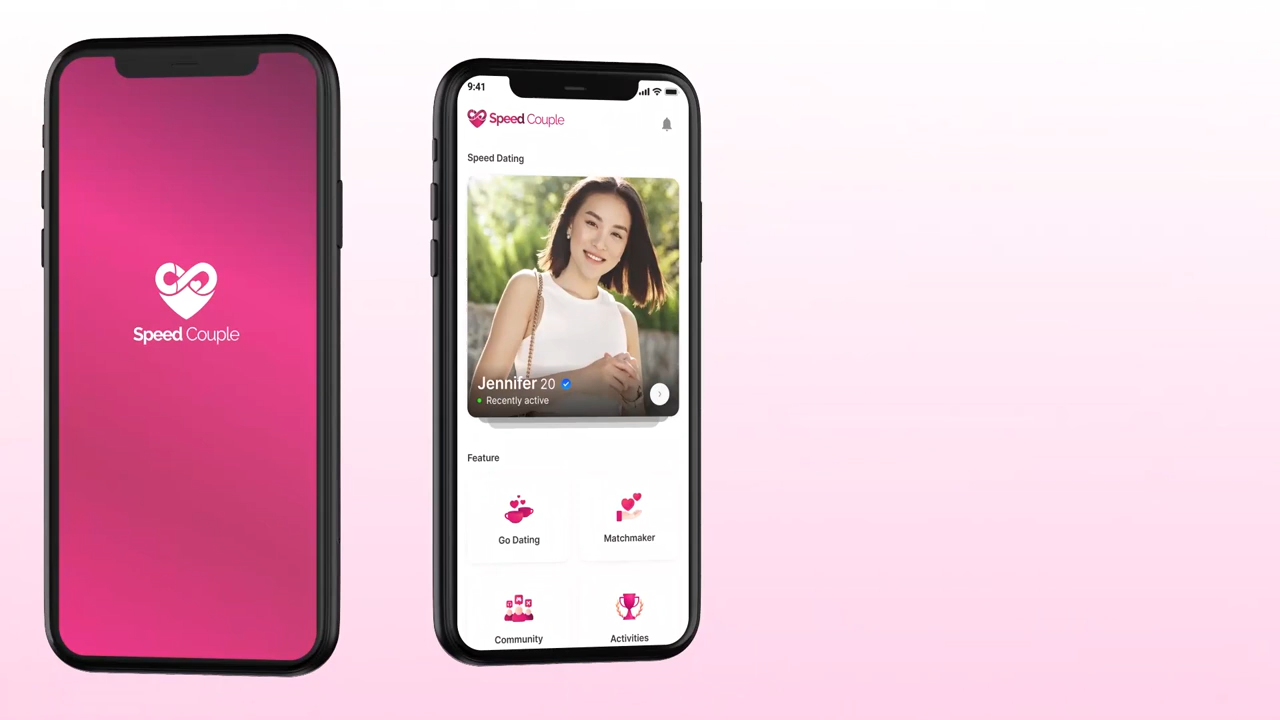 Speed Couple
9:41
Speed Couple
Speed Dating
Jennifer 20
Recently active
Feature
Go Dating
Matchmaker
Community
Activities